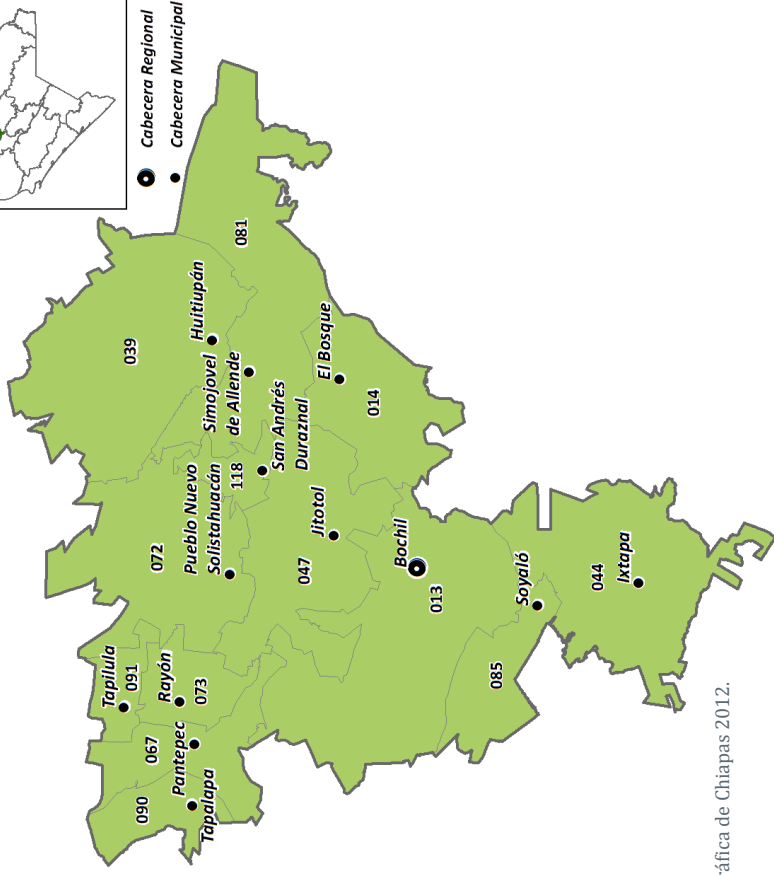 Cabecera Regional
Cabecera Municipal
Tapilula
091
039
090
067
072
Rayón
073
Pantepec
Tapalapa
Pueblo Nuevo
Solistahuacán
Huitiupán
Simojovel
de Allende
118
081
San Andrés
Duraznal
047
Jitotol
El Bosque
014
Bochil
013
085
Soyaló
044
Ixtapa
áfica de Chiapas 2012.